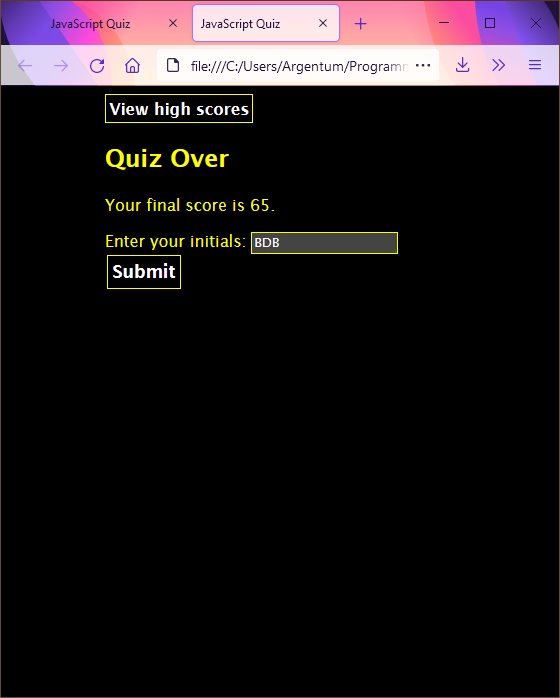 JavaScript Quiz
JavaScript Quiz
file:///C:/Users/Argentum/Programm
View high scores
Quiz Over
Your final score is 65.
Enter your initials: BDB
Submit